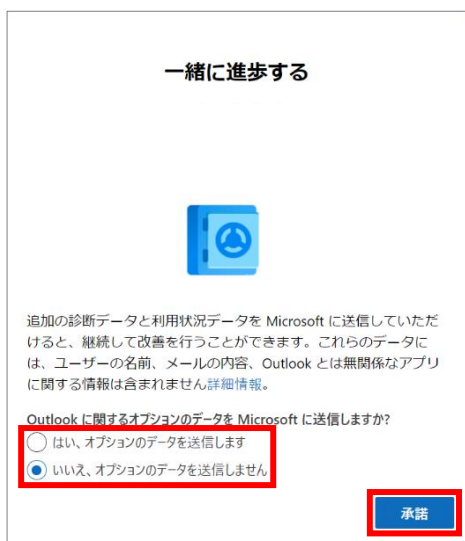 一緒に進歩する
追加の診断データと利用状況データを Microsoft に送信していただ
けると、継続して改善を行うことができます。これらのデータに
は、ユーザーの名前、メールの内容、Outlook とは無関係なアプリ
に関する情報は含まれません詳細情報。
Outlook に関するオプションのデータを Microsoft に送信しますか?
はい、オプションのデータを送信します
いいえ、オプションのデータを送信しません
承諾